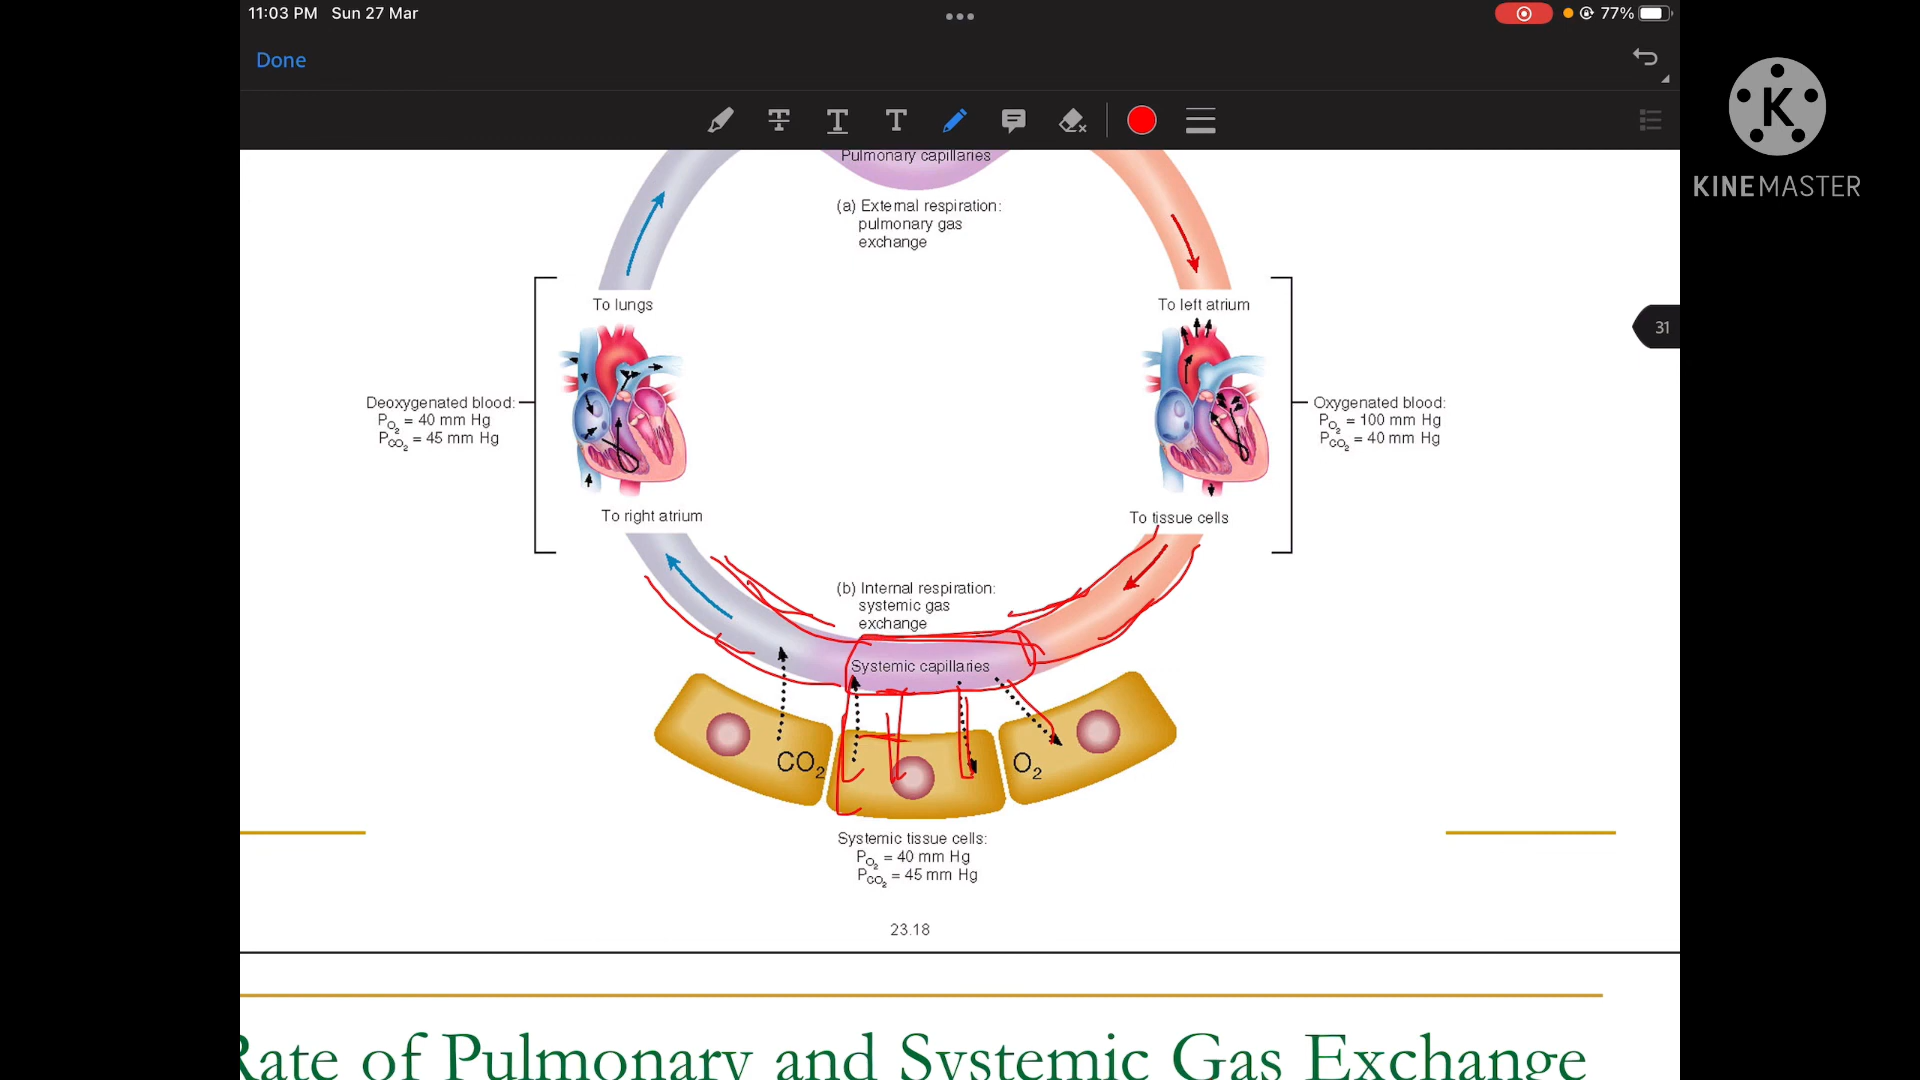 11:03 PM Sun 27 Mar
77%
Done
T T T
K
KINEMASTER
Pulmonary capillaries
(a) External respiration:
pulmonary gas
exchange
To lungs
To left atrium
31
Deoxygenated blood:
PO2 = 40 mm Hg
PCO2 = 45 mm Hg
Oxygenated blood:
PO2 = 100 mm Hg
PCO2 = 40 mm Hg
To right atrium
To tissue cells
(b) Internal respiration:
systemic gas
exchange
Systemic capillaries
CO2
O2
Systemic tissue cells:
PO2 = 40 mm Hg
PCO2 = 45 mm Hg
23.18
Rate of Pulmonary and Systemic Gas Exchange